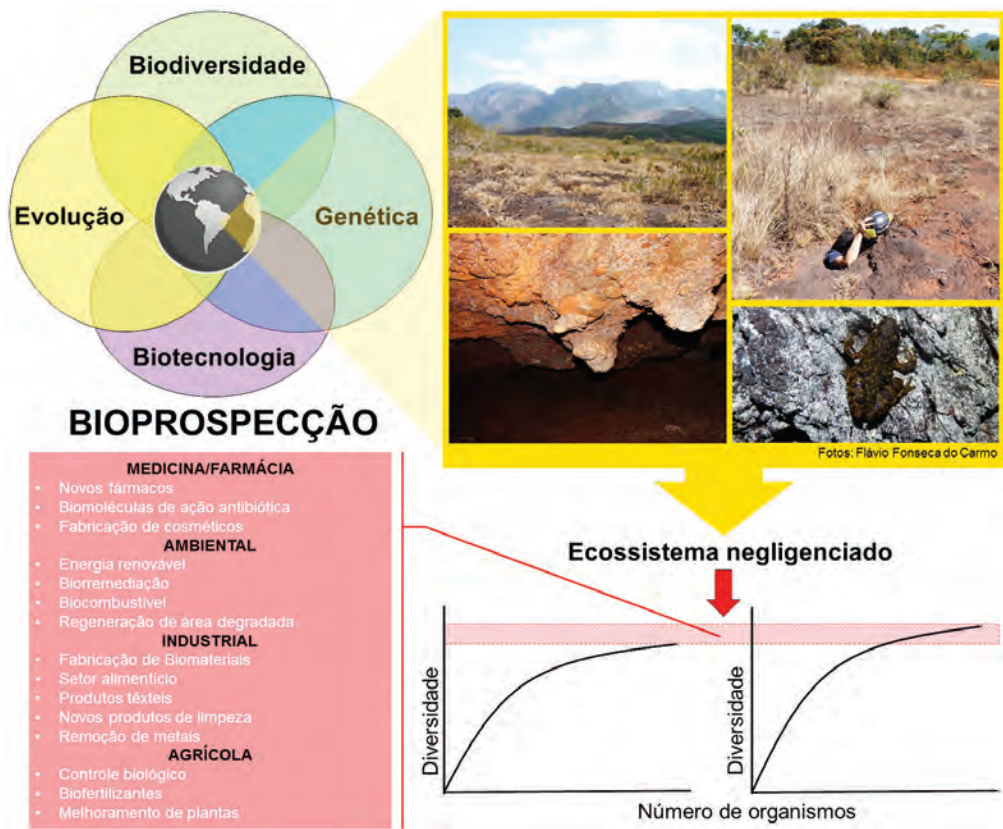 Biodiversidade
Evolução
Genética
Biotecnologia
BIOPROSPECÇÃO
MEDICINA/FARMÁCIA
• Novos fármacos
• Biomoléculas de ação antibiótica
• Fabricação de cosméticos
AMBIENTAL
• Energia renovável
• Biorremediação
• Biocombustível
• Regeneração de área degradada
INDUSTRIAL
• Fabricação de Biomateriais
• Setor alimentício
• Produtos têxteis
• Novos produtos de limpeza
• Remoção de metais
AGRÍCOLA
• Controle biológico
• Biofertilizantes
• Melhoramento de plantas
Fotos: Flávio Fonseca do Carmo
Ecossistema negligenciado
Diversidade
Diversidade
Número de organismos